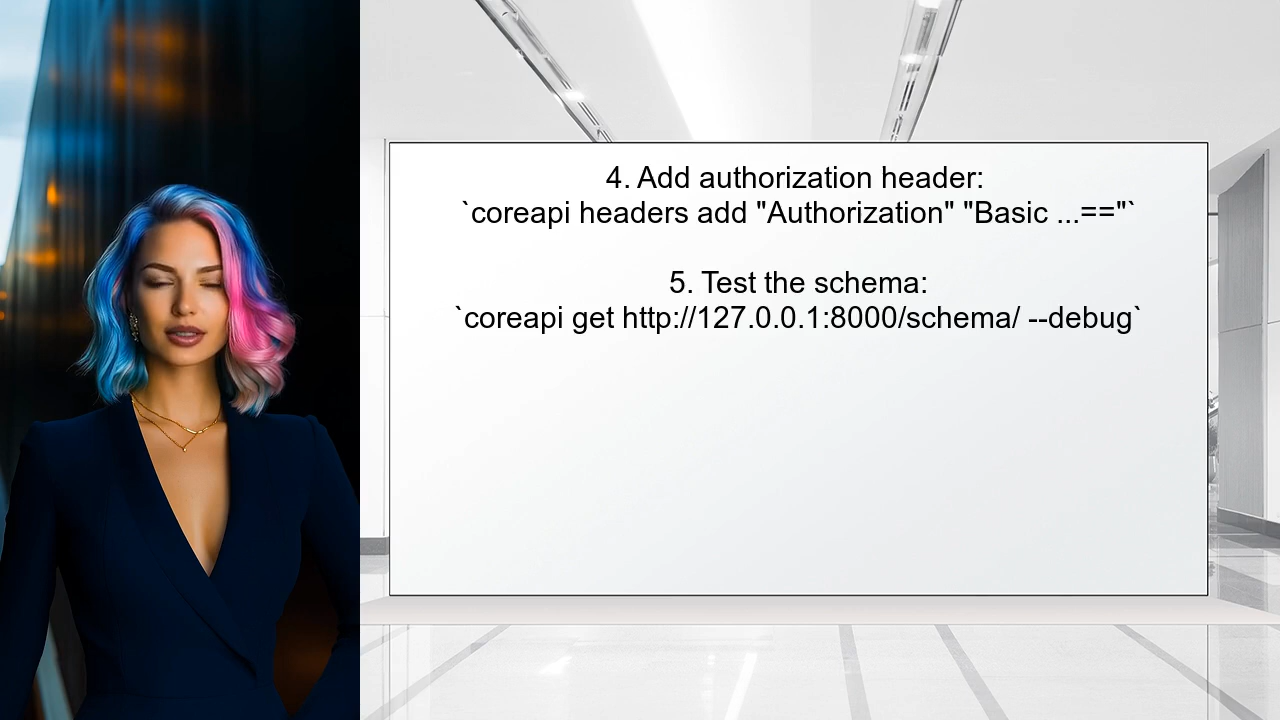 4. Add authorization header:
`coreapi headers add "Authorization" "Basic ...=="`
5. Test the schema:
`coreapi get http://127.0.0.1:8000/schema/ --debug`